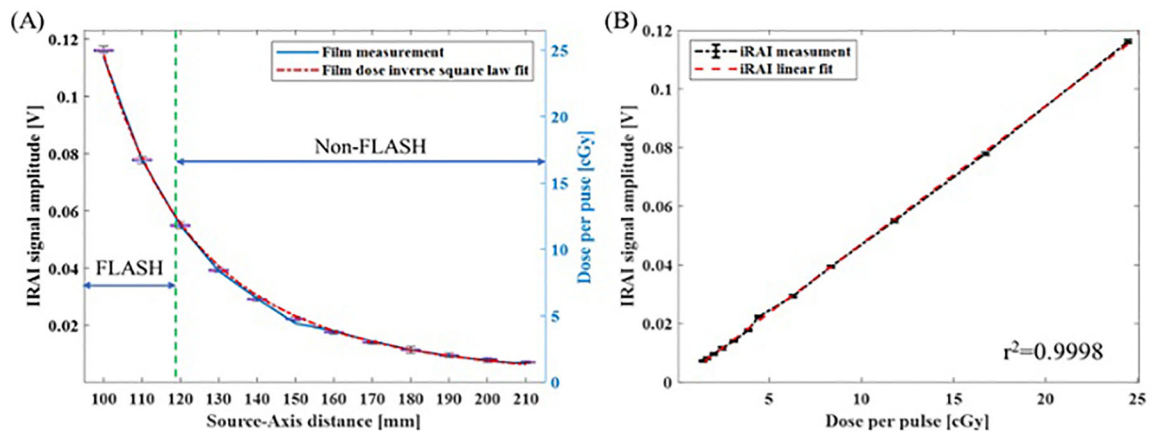 (A)
IRAI signal amplitude [V]
0.12
0.1
0.08
0.06
0.04
0.02
Film measurement
Film dose inverse square law fit
Non-FLASH
FLASH
25
20
15
10
5
0
Dose per puse [cGy]
100 110 120 130 140 150 160 170 180 190 200 210
Source-Axis distance [mm]
(B)
IRAI signal amplitude [V]
0.12
0.1
0.08
0.06
0.04
0.02
0
iRAI measument
iRAI linear fit
r²=0.9998
5 10 15 20 25
Dose per pulse [cGy]